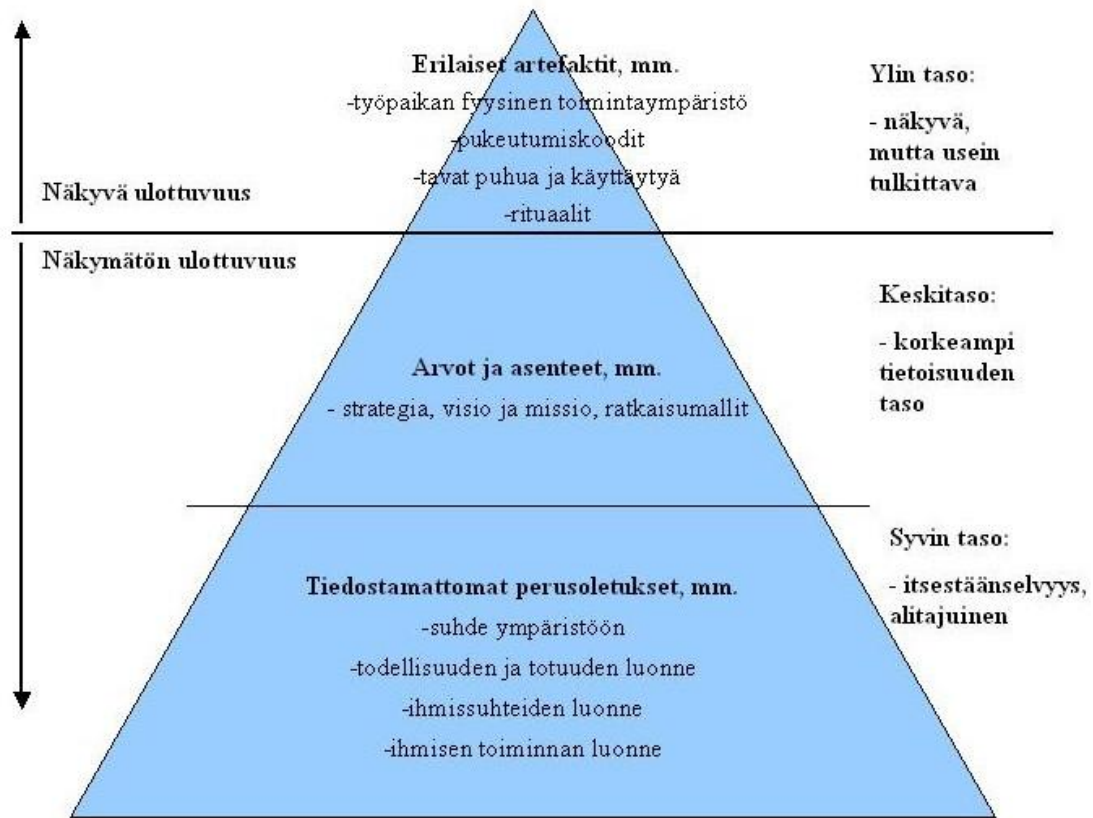 Erilaiset artefaktit, mm.
-työpaikan fyysinen toimintaympäristö
-pukeutumiskoodit
-tavat puhua ja käyttäytyä
-rituaalit
Ylin taso:
- näkyvä,
mutta usein
tulkittava
Näkyvä ulottuvuus
Näkymätön ulottuvuus
Arvot ja asenteet, mm.
- strategia, visio ja missio, ratkaisumallit
Keskitaso:
- korkeampi
tietoisuuden
taso
Tiedostamattomat perusoletukset, mm.
-suhde ympäristöön
-todellisuuden ja totuuden luonne
-ihmissuhteiden luonne
-ihmisen toiminnan luonne
Syvin taso:
- itsestäänselvyys,
alitajuinen